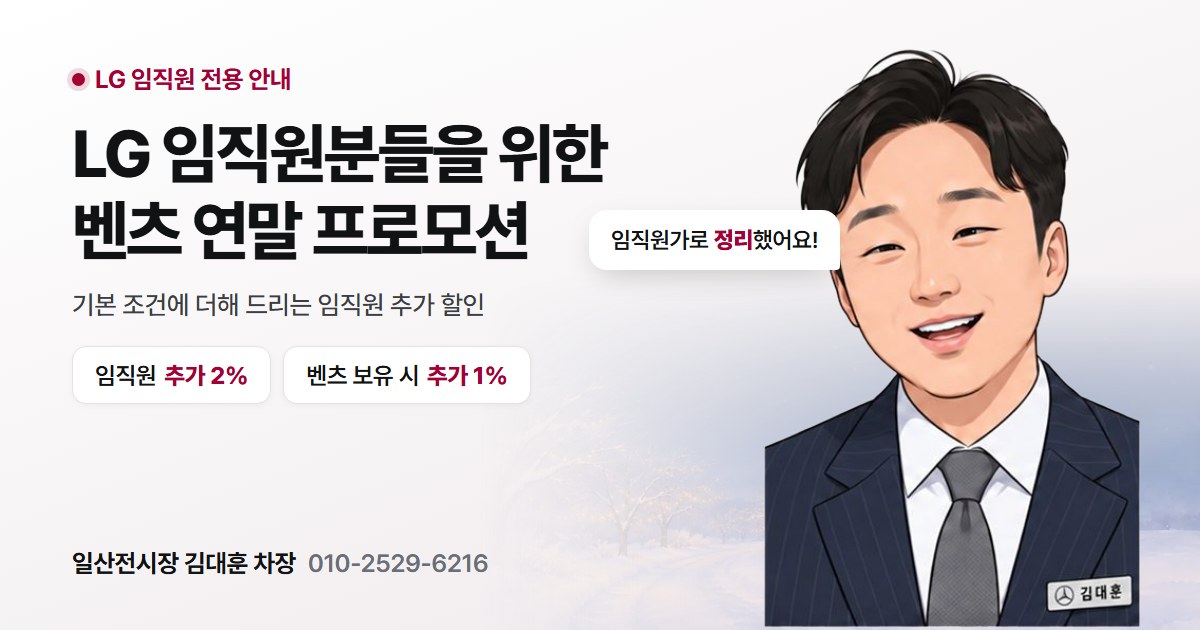 LG 임직원 전용 안내
LG 임직원분들을 위한
벤츠 연말 프로모션
임직원가로 정리했어요!
기본 조건에 더해 드리는 임직원 추가 할인
임직원 추가 2%
벤츠 보유 시 추가 1%
일산전시장 김대훈 차장 010-2529-6216
김대훈